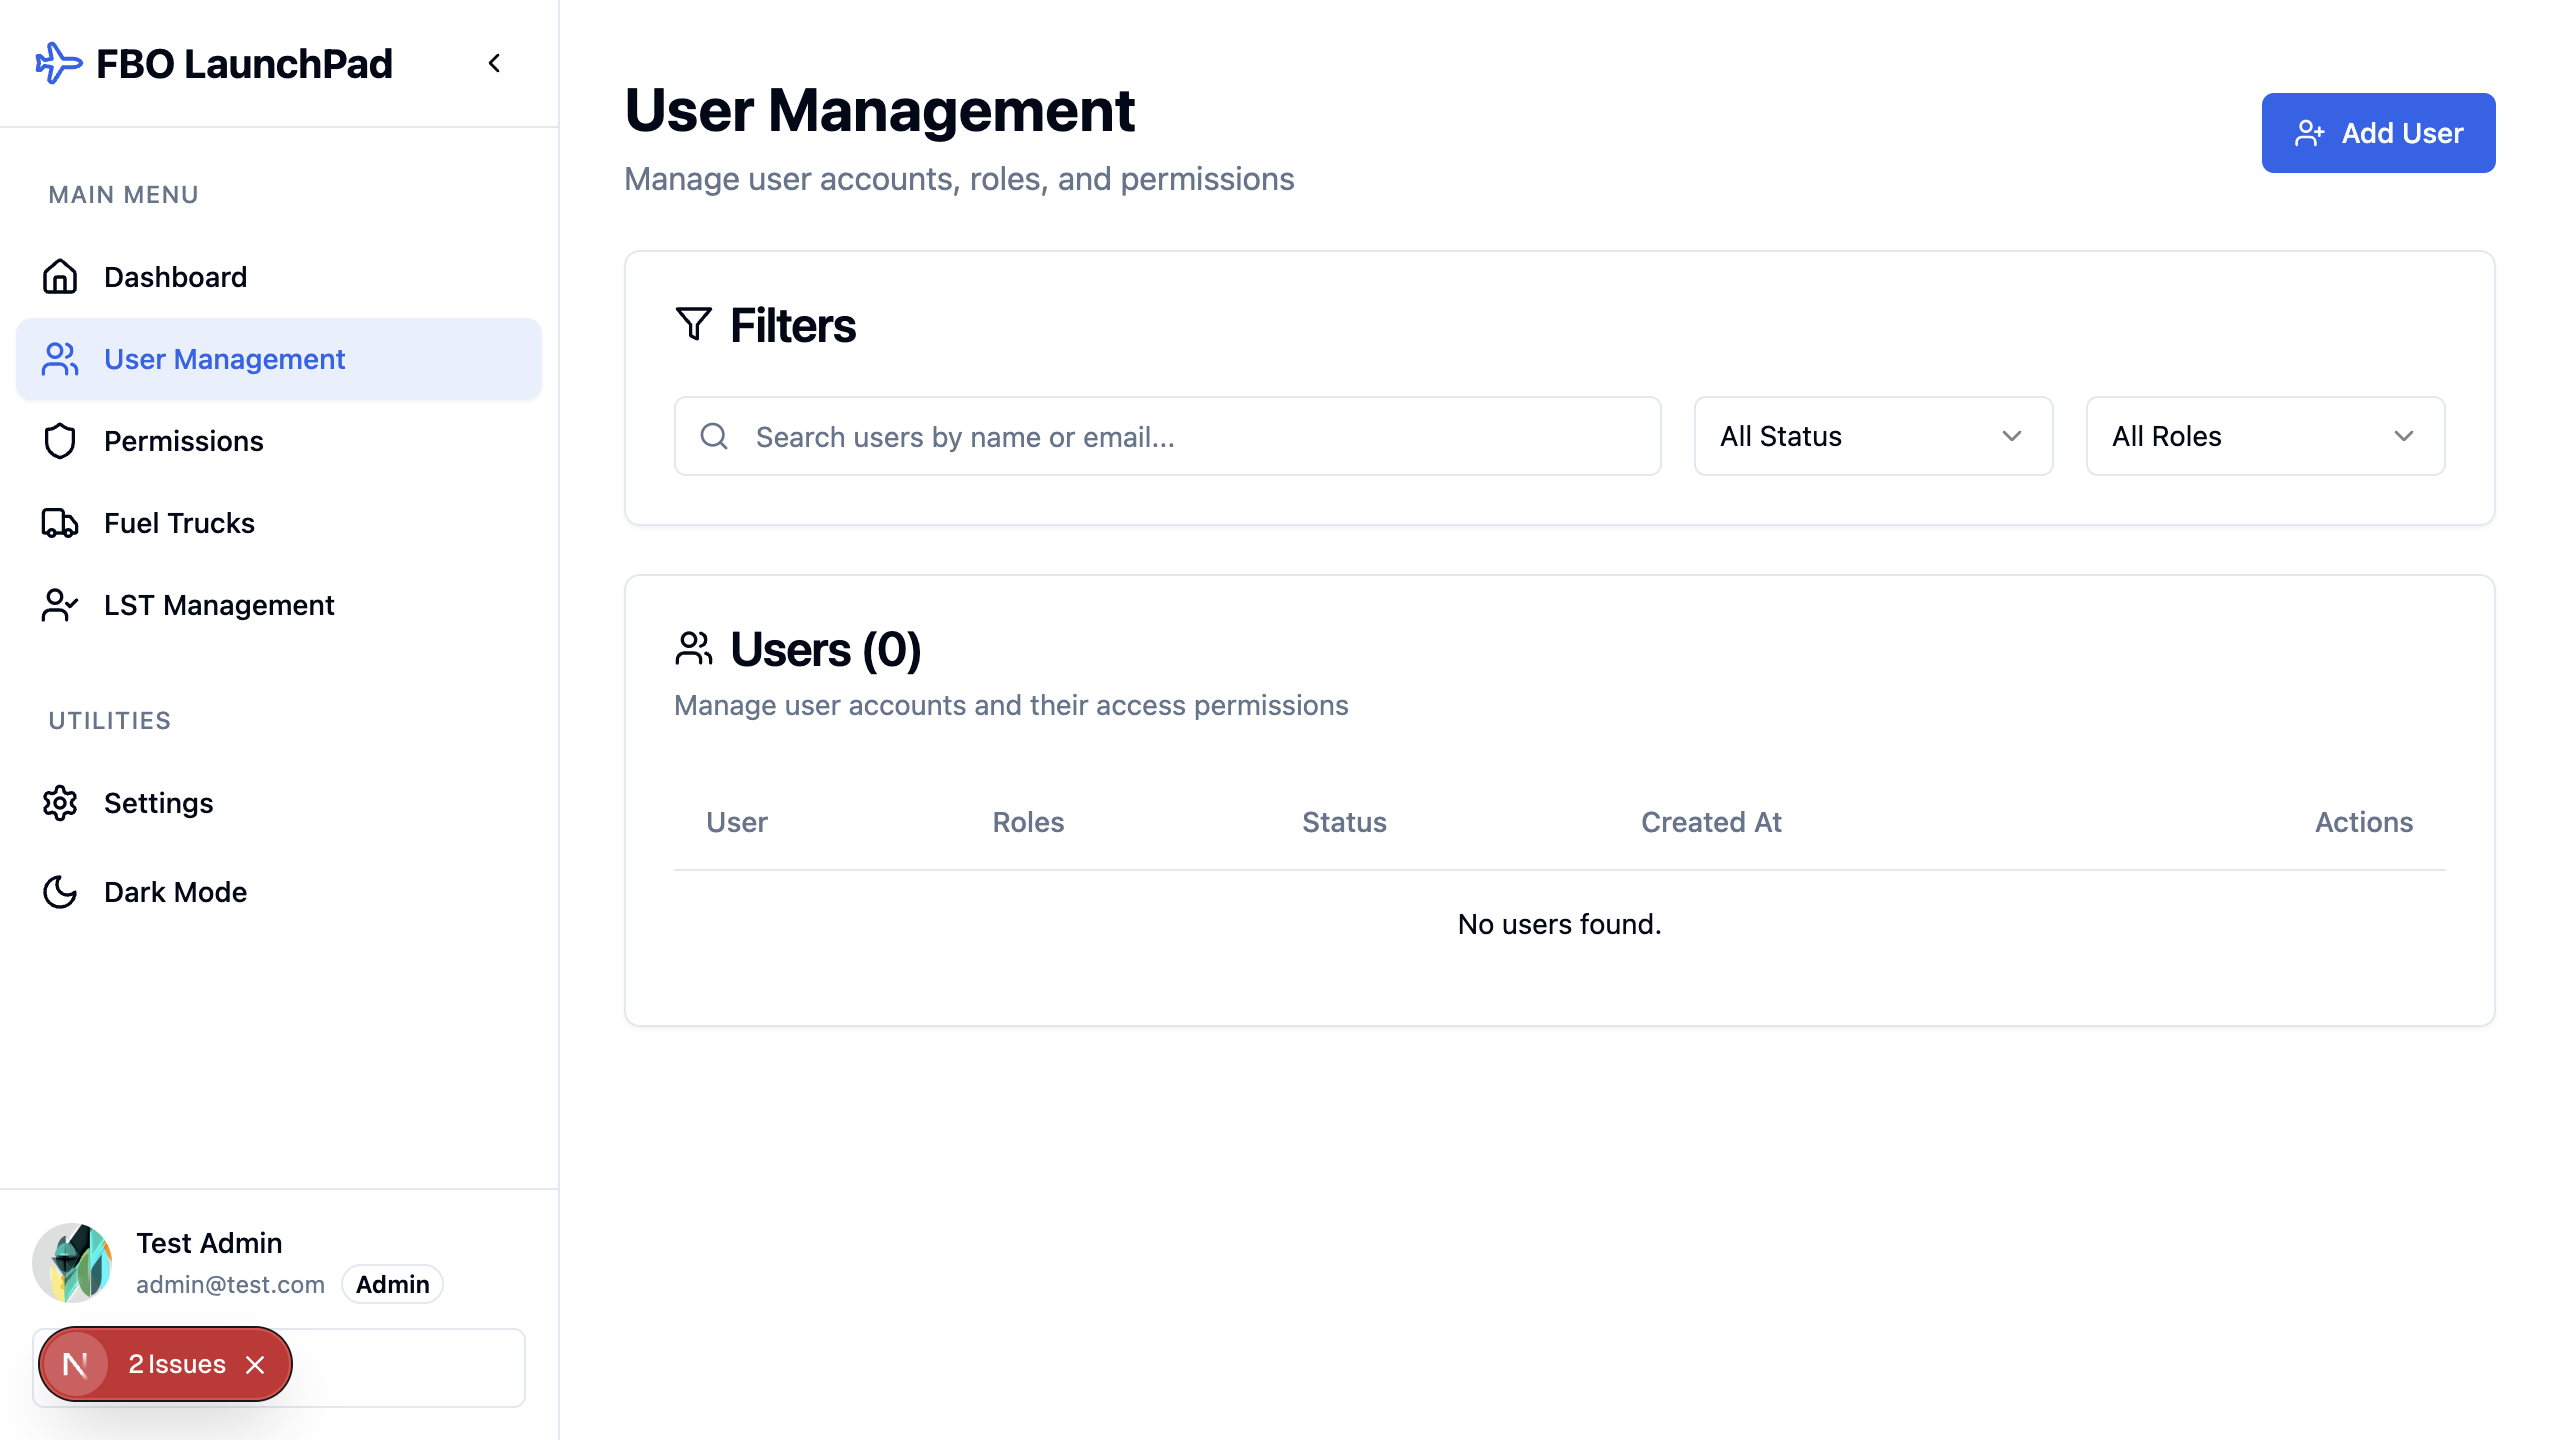 FBO LaunchPad
MAIN MENU
Dashboard
User Management
Permissions
Fuel Trucks
LST Management
UTILITIES
Settings
Dark Mode
Test Admin
admin@test.com Admin
N 2 Issues
User Management
Manage user accounts, roles, and permissions
Add User
Filters
Search users by name or email...
All Status
All Roles
Users (0)
Manage user accounts and their access permissions
User Roles Status Created At Actions
No users found.